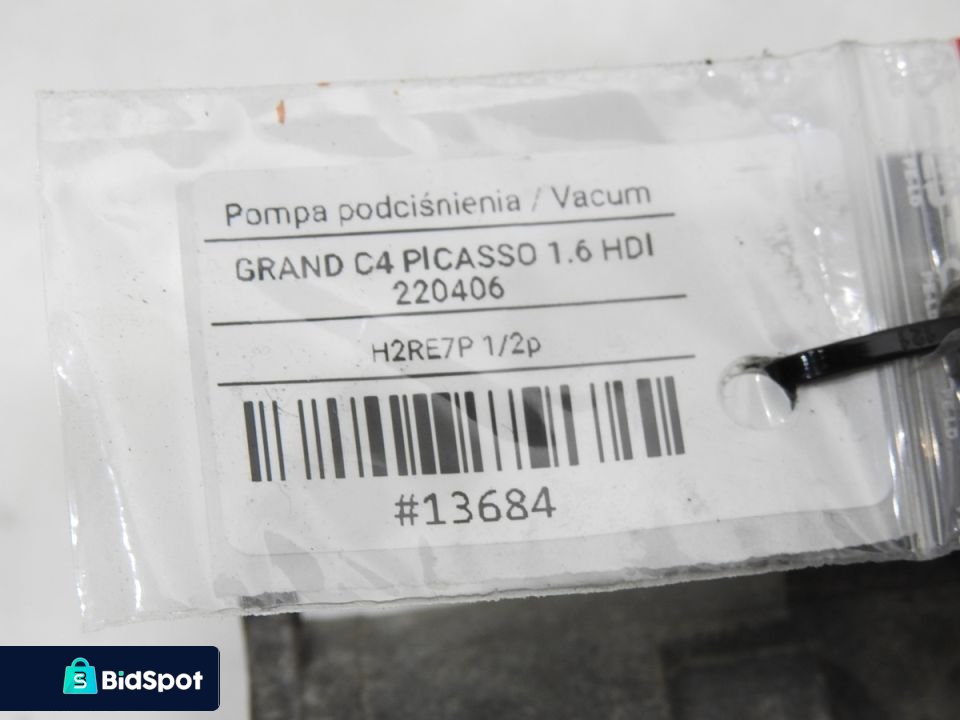 Pompa podciśnienia / Vacum
GRAND C4 PICASSO 1.6 HDI
220406
H2RE7P 1/2p
#13684
BidSpot